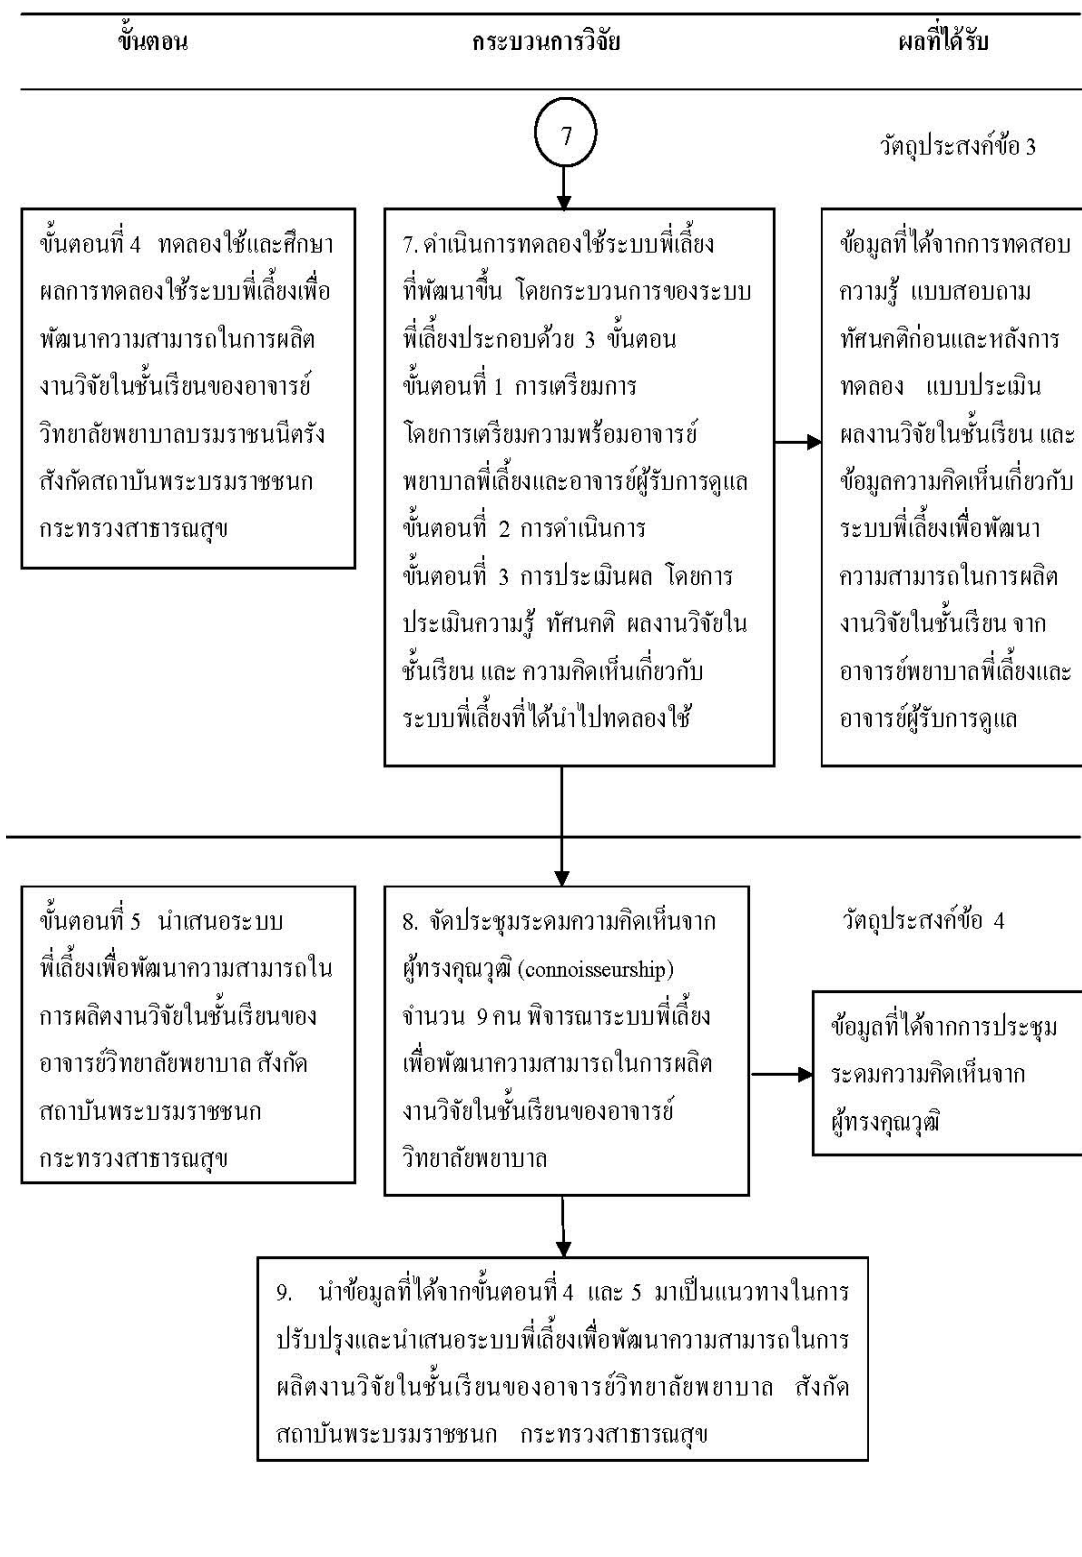 ขั้นตอน
กระบวนการวิจัย
ผลที่ได้รับ
7
วัตถุประสงค์ข้อ 3
ขั้นตอนที่ 4 ทดลองใช้และศึกษา
ผลการทดลองใช้ระบบพี่เลี้ยงเพื่อ
พัฒนาความสามารถในการผลิต
งานวิจัยในชั้นเรียนของอาจารย์
วิทยาลัยพยาบาลบรมราชนนีตรัง
สังกัดสถาบันพระบรมราชชนก
กระทรวงสาธารณสุข
7. ดำเนินการทดลองใช้ระบบพี่เลี้ยง
ที่พัฒนาขึ้น โดยกระบวนการของระบบ
พี่เลี้ยงประกอบด้วย 3 ขั้นตอน
ขั้นตอนที่ 1 การเตรียมการ
โดยการเตรียมความพร้อมอาจารย์
พยาบาลพี่เลี้ยงและอาจารย์ผู้รับการดูแล
ขั้นตอนที่ 2 การดำเนินการ
ขั้นตอนที่ 3 การประเมินผล โดยการ
ประเมินความรู้ ทัศนคติ ผลงานวิจัยใน
ชั้นเรียน และ ความคิดเห็นเกี่ยวกับ
ระบบพี่เลี้ยงที่ได้นำไปทดลองใช้
ข้อมูลที่ได้จากการทดสอบ
ความรู้ แบบสอบถาม
ทัศนคติก่อนและหลังการ
ทดลอง แบบประเมิน
ผลงานวิจัยในชั้นเรียน และ
ข้อมูลความคิดเห็นเกี่ยวกับ
ระบบพี่เลี้ยงเพื่อพัฒนา
ความสามารถในการผลิต
งานวิจัยในชั้นเรียน จาก
อาจารย์พยาบาลพี่เลี้ยงและ
อาจารย์ผู้รับการดูแล
ขั้นตอนที่ 5 นำเสนอระบบ
พี่เลี้ยงเพื่อพัฒนาความสามารถใน
การผลิตงานวิจัยในชั้นเรียนของ
อาจารย์วิทยาลัยพยาบาล สังกัด
สถาบันพระบรมราชชนก
กระทรวงสาธารณสุข
8. จัดประชุมระดมความคิดเห็นจาก
ผู้ทรงคุณวุฒิ (connoisseurship)
จำนวน 9 คน พิจารณาระบบพี่เลี้ยง
เพื่อพัฒนาความสามารถในการผลิต
งานวิจัยในชั้นเรียนของอาจารย์
วิทยาลัยพยาบาล
วัตถุประสงค์ข้อ 4
ข้อมูลที่ได้จากการประชุม
ระดมความคิดเห็นจาก
ผู้ทรงคุณวุฒิ
9. นำข้อมูลที่ได้จากขั้นตอนที่ 4 และ 5 มาเป็นแนวทางในการ
ปรับปรุงและนำเสนอระบบพี่เลี้ยงเพื่อพัฒนาความสามารถในการ
ผลิตงานวิจัยในชั้นเรียนของอาจารย์วิทยาลัยพยาบาล สังกัด
สถาบันพระบรมราชชนก กระทรวงสาธารณสุข